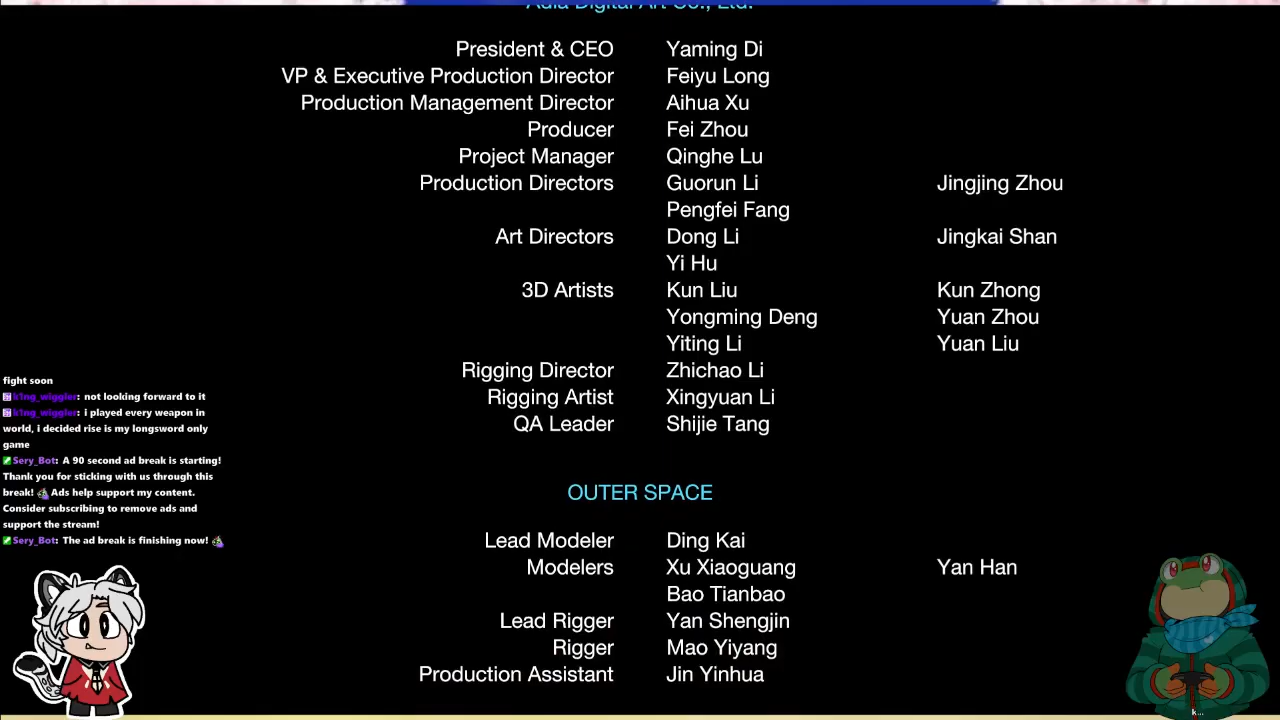 Adia Digital Art Co., Ltd.
President & CEO Yaming Di
VP & Executive Production Director Feiyu Long
Production Management Director Aihua Xu
Producer Fei Zhou
Project Manager Qinghe Lu
Production Directors Guorun Li Jingjing Zhou
Pengfei Fang
Art Directors Dong Li Jingkai Shan
Yi Hu
3D Artists Kun Liu Kun Zhong
Yongming Deng Yuan Zhou
Yiting Li Yuan Liu
Rigging Director Zhichao Li
Rigging Artist Xingyuan Li
QA Leader Shijie Tang
OUTER SPACE
Lead Modeler Ding Kai
Modelers Xu Xiaoguang Yan Han
Bao Tianbao
Lead Rigger Yan Shengjin
Rigger Mao Yiyang
Production Assistant Jin Yinhua
fight soon
k1ng_wiggler: not looking forward to it
k1ng_wiggler: i played every weapon in
world, i decided rise is my longsword only
game
Sery_Bot: A 90 second ad break is starting!
Thank you for sticking with us through this
break! Ads help support my content.
Consider subscribing to remove ads and
support the stream!
Sery_Bot: The ad break is finishing now!